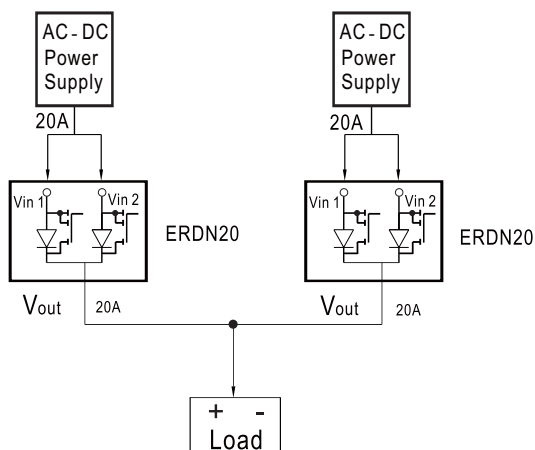 AC - DC
Power
Supply
AC - DC
Power
Supply
20A
20A
Vin 1
Vin 2
ERDN20
Vin 1
Vin 2
ERDN20
Vout
20A
Vout
20A
+ -
Load